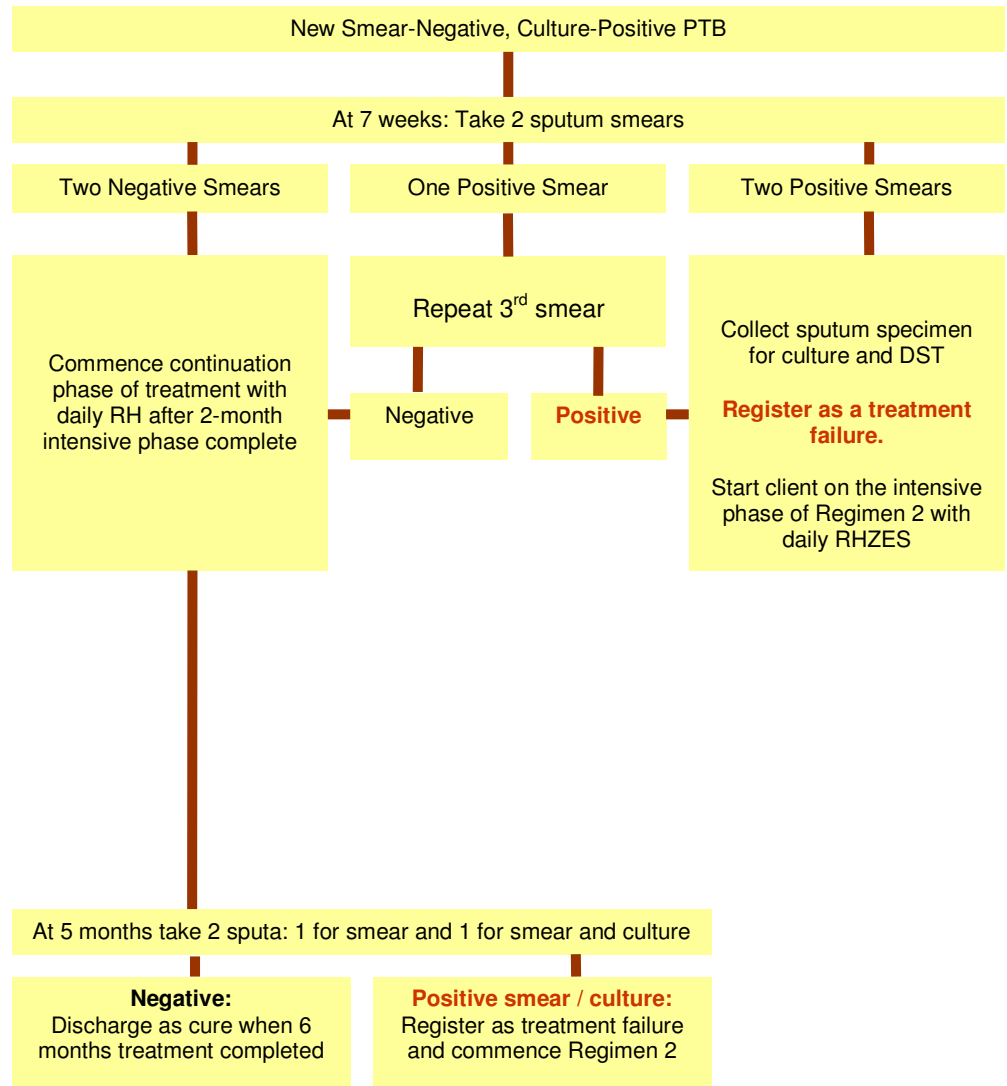 New Smear-Negative, Culture-Positive PTB
At 7 weeks: Take 2 sputum smears
Two Negative Smears
One Positive Smear
Two Positive Smears
Commence continuation
phase of treatment with
daily RH after 2-month
intensive phase complete
Repeat 3rd smear
Negative
Positive
Collect sputum specimen
for culture and DST
Register as a treatment
failure.
Start client on the intensive
phase of Regimen 2 with
daily RHZES
At 5 months take 2 sputa: 1 for smear and 1 for smear and culture
Negative:
Discharge as cure when 6
months treatment completed
Positive smear / culture:
Register as treatment failure
and commence Regimen 2